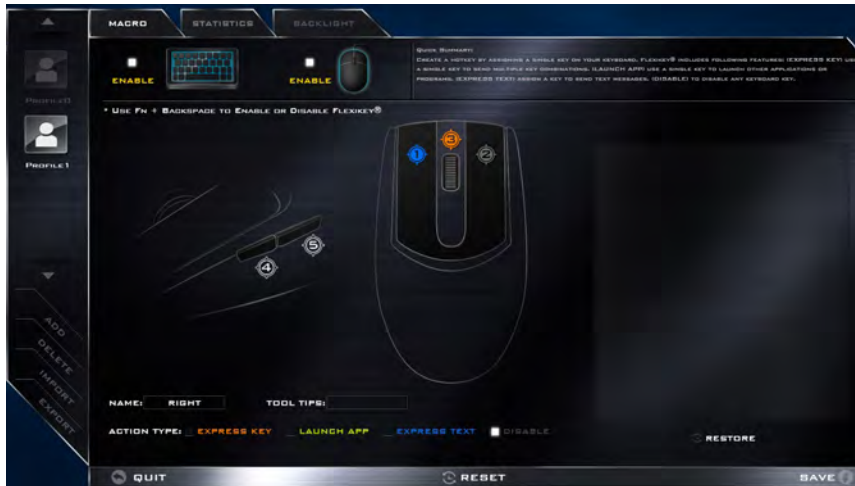 MACRO
STATISTICS
BACKLIGHT
QUICK SUMMARY:
CREATE A HOTKEY BY ASSIGNING A SINGLE KEY ON YOUR KEYBOARD. FLEXIKEY® INCLUDES FOLLOWING FEATURES: (EXPRESS KEY) USE
A SINGLE KEY TO SEND MULTIPLE KEY COMBINATIONS. (LAUNCH APP) USE A SINGLE KEY TO LAUNCH OTHER APPLICATIONS OR
PROGRAMS. (EXPRESS TEXT) ASSIGN A KEY TO SEND TEXT MESSAGES. (DISABLE) TO DISABLE ANY KEYBOARD KEY.
ENABLE
ENABLE
PROFILE0
* USE FN + BACKSPACE TO ENABLE OR DISABLE FLEXIKEY®
PROFILE1
1
3
2
4
5
ADD
DELETE
IMPORT
EXPORT
NAME: RIGHT TOOL TIPS:
ACTION TYPE: EXPRESS KEY LAUNCH APP EXPRESS TEXT DISABLE
RESTORE
QUIT
RESET
SAVE